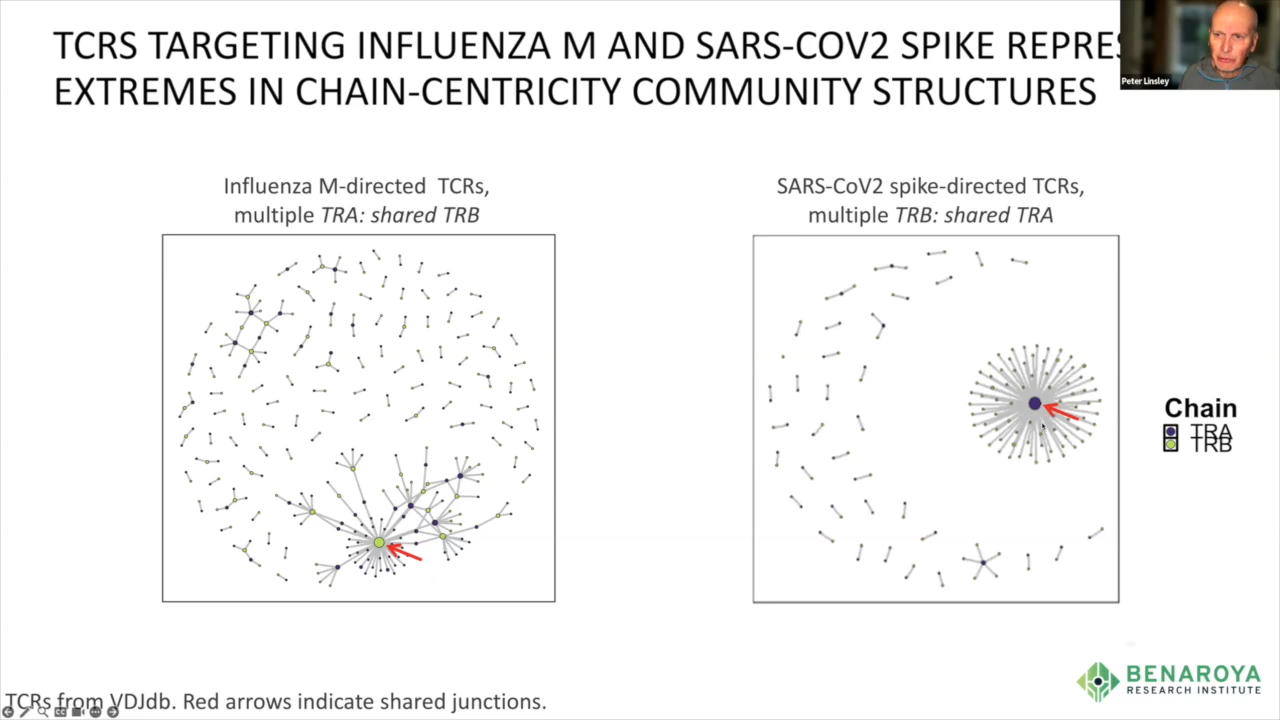 TCRS TARGETING INFLUENZA M AND SARS-COV2 SPIKE
EXTREMES IN CHAIN-CENTRICITY COMMUNITY STRUCTURES
Peter Linsley
Influenza M-directed TCRs,
multiple TRA: shared TRB
SARS-CoV2 spike-directed TCRs,
multiple TRB: shared TRA
Chain
TRA
TRB
TCRs from VDJdb. Red arrows indicate shared junctions.
BENAROYA
RESEARCH INSTITUTE